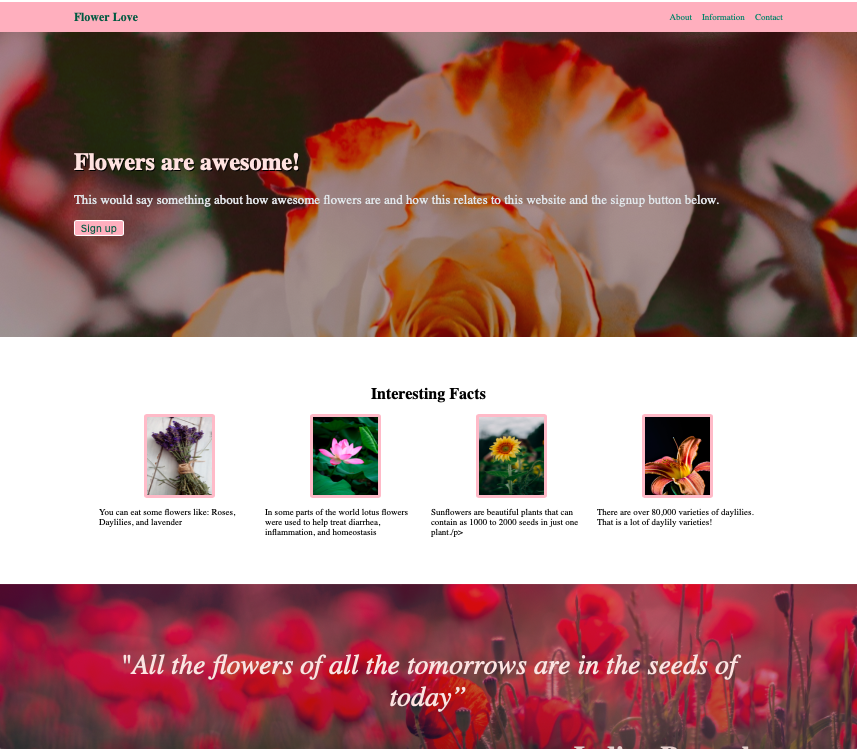 Flower Love
About Information Contact
Flowers are awesome!
This would say something about how awesome flowers are and how this relates to this website and the signup button below.
Sign up
Interesting Facts
You can eat some flowers like: Roses,
Daylilies, and lavender
In some parts of the world lotus flowers
were used to help treat diarrhea,
inflammation, and homeostasis
Sunflowers are beautiful plants that can
contain as 1000 to 2000 seeds in just one
plant./p>
There are over 80,000 varieties of daylilies.
That is a lot of daylily varieties!
"All the flowers of all the tomorrows are in the seeds of
today”